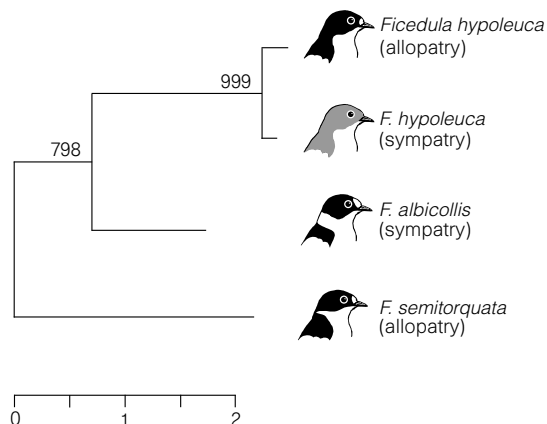 Ficedula hypoleuca
(allopatry)
999
F. hypoleuca
(sympatry)
798
F. albicollis
(sympatry)
F. semitorquata
(allopatry)
0 1 2